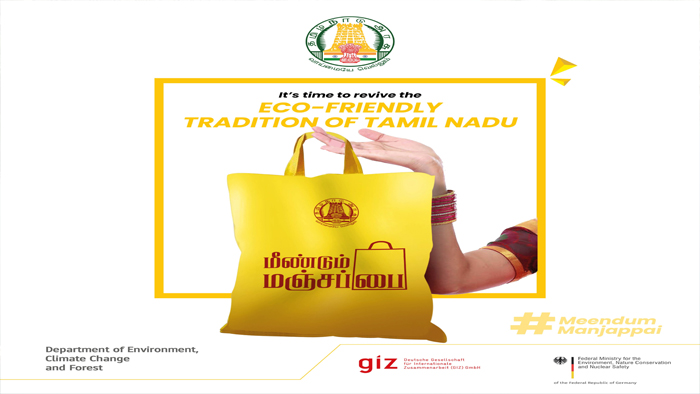 தமிழ்நாடு அரசு
வாய்மையே வெல்லும்
It's time to revive the
ECO-FRIENDLY
TRADITION OF TAMIL NADU
மீண்டும்
மஞ்சப்பை
#Meendum
Manjappai
Department of Environment,
Climate Change
and Forest
giz
Deutsche Gesellschaft
für Internationale
Zusammenarbeit (GIZ) GmbH
Federal Ministry for the
Environment, Nature Conservation
and Nuclear Safety
of the Federal Republic of Germany